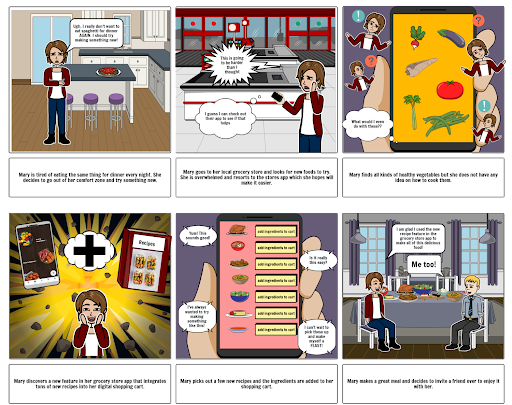 Ugh, I really don't want to
eat spaghetti for dinner
AGAIN. I should try
making something new!
Mary is tired of eating the same thing for dinner every night. She
decides to go out of her comfort zone and try something new.
This is going
to be harder
than I
thought!
I guess I can check out
their app to see if that
helps
Mary goes to her local grocery store and looks for new foods to try.
She is overwhelmed and resorts to the stores app which she hopes will
make it easier.
!
?
?
!
What would I even
do with these??
Mary finds all kinds of healthy vegetables but she does not have any
idea on how to cook them.
Recipes
Mary discovers a new feature in her grocery store app that integrates
tons of new recipes into her digital shopping cart.
Yum! This
sounds good!
add ingredients to cart
add ingredients to cart
add ingredients to cart
add ingredients to cart
add ingredients to cart
add ingredients to cart
add ingredients to cart
Is it really
this easy?
I've always
wanted to try
making
something
like this!
I can't wait to
pick these up
and make
myself a
FEAST!
Mary picks out a few new recipes and the ingredients are added to her
shopping cart.
I am glad I used the new
recipe feature in the
grocery store app to
make all of this delicious
food!
Me too!
Mary makes a great meal and decides to invite a friend over to enjoy it
with her.